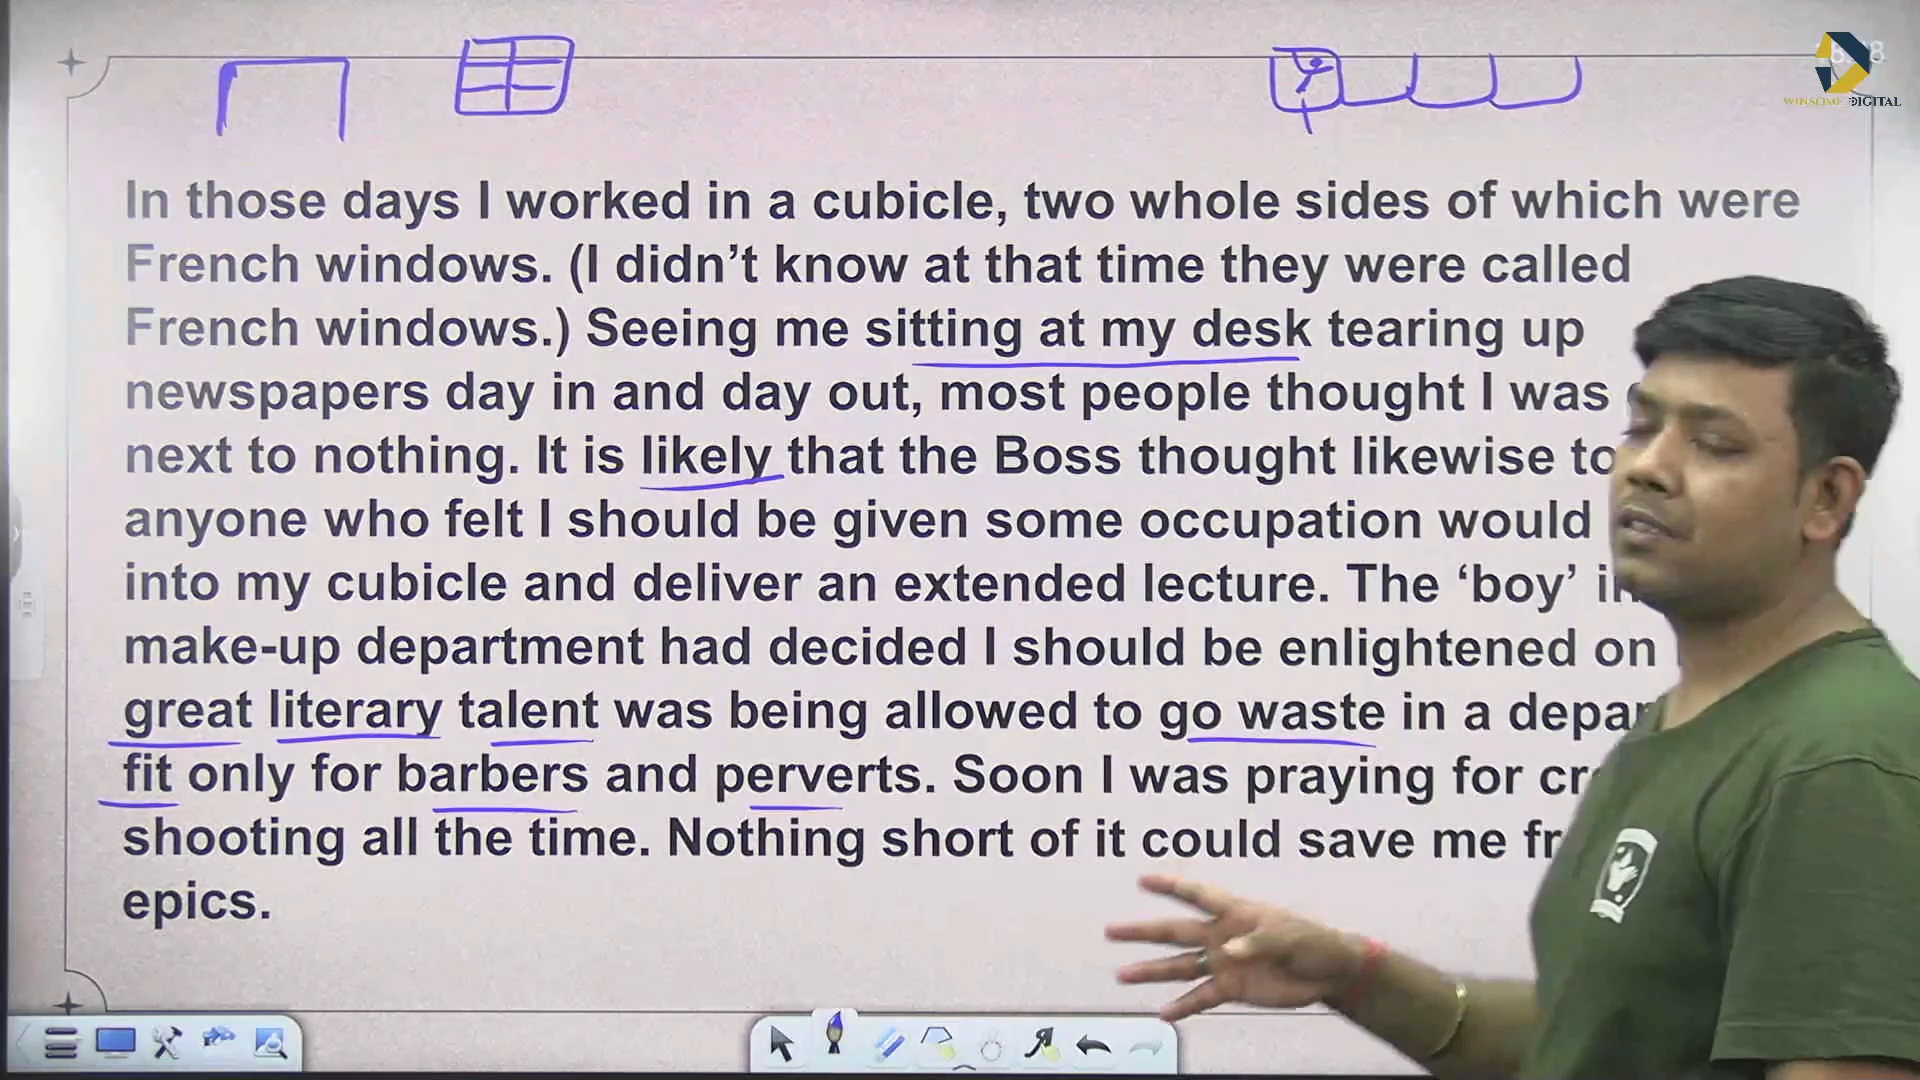 WINSOME DIGITAL
In those days I worked in a cubicle, two whole sides of which were
French windows. (I didn’t know at that time they were called
French windows.) Seeing me sitting at my desk tearing up
newspapers day in and day out, most people thought I was
next to nothing. It is likely that the Boss thought likewise
anyone who felt I should be given some occupation would
into my cubicle and deliver an extended lecture. The ‘boy’
make-up department had decided I should be enlightened on
great literary talent was being allowed to go waste in a
fit only for barbers and perverts. Soon I was praying for
shooting all the time. Nothing short of it could save me
epics.